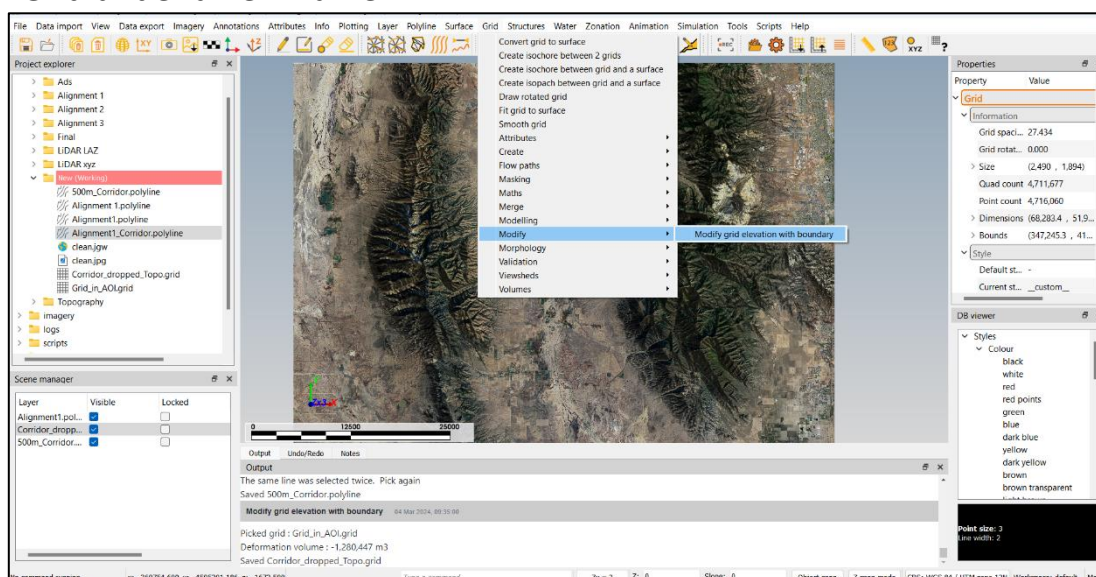 File Data import View Data export Imagery Annotations Attributes Info Plotting Layer Polyline Surface Grid Structures Water Zonation Animation Simulation Tools Scripts Help
Project explorer
Ads
Alignment 1
Alignment 2
Alignment 3
Final
LiDAR LAZ
LiDAR xyz
New (Working)
500m_Corridor.polyline
Alignment 1.polyline
Alignment1.polyline
Alignment1_Corridor.polyline
clean.jgw
clean.jpg
Corridor_dropped_Topo.grid
Grid_in_AOI.grid
Topography
imagery
logs
scripts
Scene manager
Layer Visible Locked
Alignment1.pol...
Corridor_dropp...
500m_Corridor....
Convert grid to surface
Create isochore between 2 grids
Create isochore between grid and a surface
Create isopach between grid and a surface
Draw rotated grid
Fit grid to surface
Smooth grid
Attributes
Create
Flow paths
Masking
Maths
Merge
Modelling
Modify
Modify grid elevation with boundary
Morphology
Validation
Viewsheds
Volumes
0 12500 25000
Output Undo/Redo Notes
Output
The same line was selected twice. Pick again
Saved 500m_Corridor.polyline
Modify grid elevation with boundary 04 Mar 2024, 09:39:08
Picked grid : Grid_in_AOI.grid
Deformation volume : -1,280,447 m3
Saved Corridor_dropped_Topo.grid
Properties
Property Value
Grid
Information
Grid spaci... 27.434
Grid rotat... 0.000
Size (2,490 , 1,894)
Quad count 4,711,677
Point count 4,716,060
Dimensions (68,283.4 , 51,9...
Bounds (347,245.3 , 41...
Style
Default st... -
Current st... __custom__
DB viewer
Styles
Colour
black
white
red
red points
green
blue
dark blue
yellow
dark yellow
brown
brown transparent
Point size: 3
Line width: 2